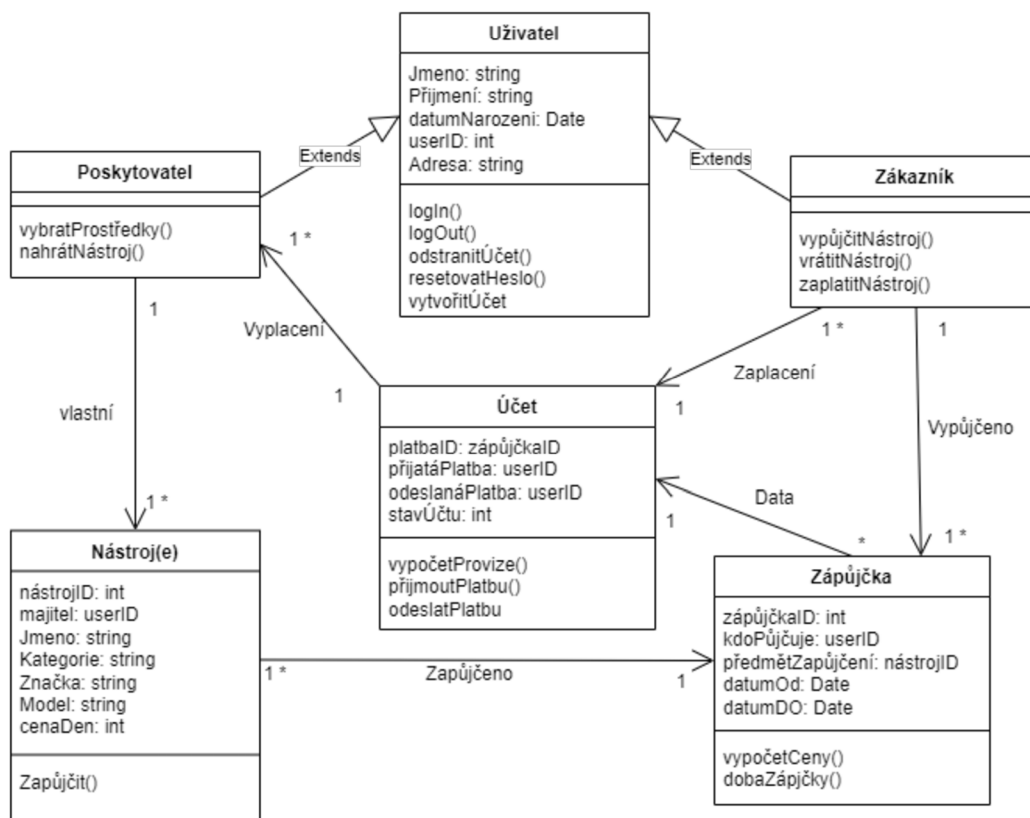 Uživatel
Jmeno: string
Přijmení: string
datumNarozeni: Date
userID: int
Adresa: string
logIn()
logOut()
odstranitÚčet()
resetovatHeslo()
vytvořitÚčet
Extends
Extends
Poskytovatel
vybratProstředky()
nahrátNástroj()
Zákazník
vypůjčitNástroj()
vrátitNástroj()
zaplatitNástroj()
1 *
1
Vyplacení
1
vlastní
1 *
1 *
1
Zaplacení
1
Vypůjčeno
1 *
Účet
platbaID: zápůjčkaID
přijatáPlatba: userID
odeslanáPlatba: userID
stavÚčtu: int
vypočetProvize()
přijmoutPlatbu()
odeslatPlatbu
Data
1
*
Nástroj(e)
nástrojID: int
majitel: userID
Jmeno: string
Kategorie: string
Značka: string
Model: string
cenaDen: int
Zapůjčit()
1 *
Zapůjčeno
1
Zápůjčka
zápůjčkaID: int
kdoPůjčuje: userID
předmětZapůjčení: nástrojID
datumOd: Date
datumDO: Date
vypočetCeny()
dobaZápjčky()